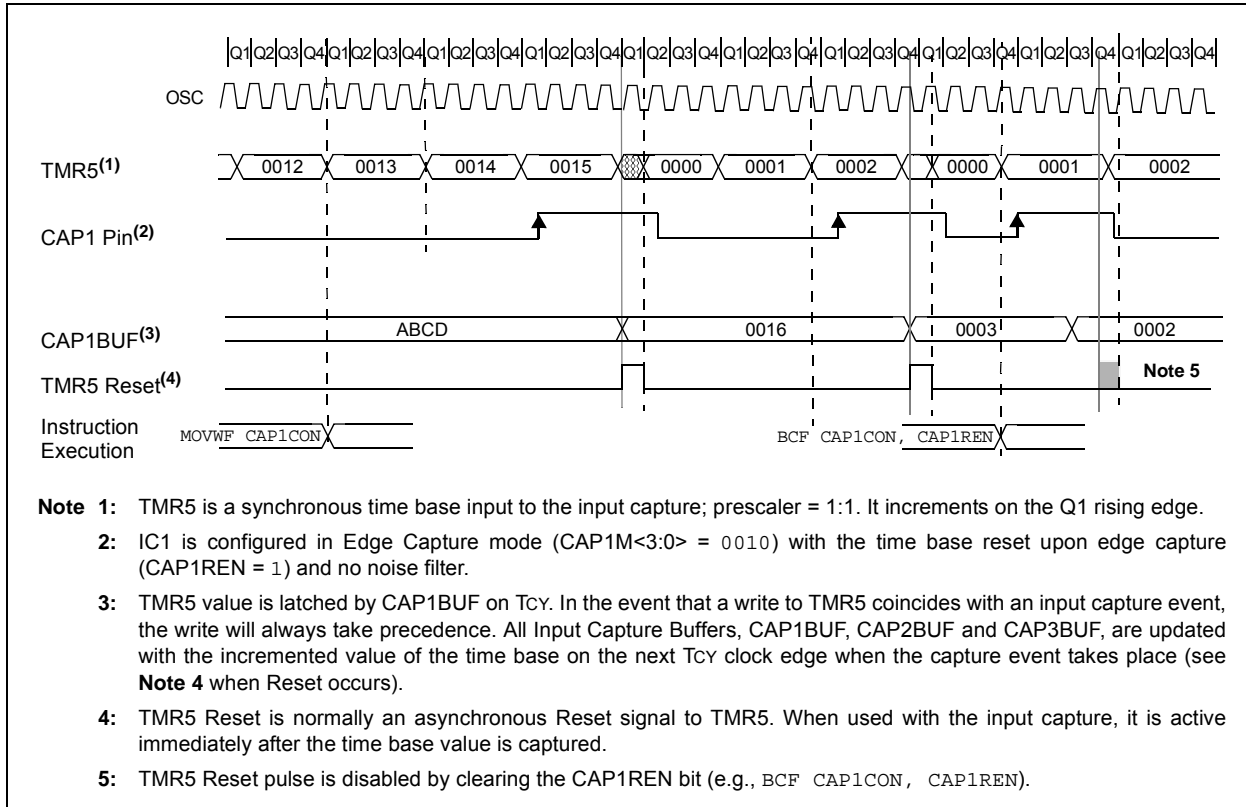 Q1 Q2 Q3 Q4 Q1 Q2 Q3 Q4 Q1 Q2 Q3 Q4 Q1 Q2 Q3 Q4 Q1 Q2 Q3 Q4 Q1 Q2 Q3 Q4 Q1 Q2 Q3 Q4 Q1 Q2 Q3 Q4 Q1 Q2 Q3 Q4 Q1 Q2 Q3 Q4
OSC
TMR5(1) 0012 0013 0014 0015 0000 0001 0002 0000 0001 0002
CAP1 Pin(2)
CAP1BUF(3) ABCD 0016 0003 0002
TMR5 Reset(4) Note 5
Instruction
Execution
MOVWF CAP1CON BCF CAP1CON, CAP1REN
Note 1: TMR5 is a synchronous time base input to the input capture; prescaler = 1:1. It increments on the Q1 rising edge.
2: IC1 is configured in Edge Capture mode (CAP1M<3:0> = 0010) with the time base reset upon edge capture
(CAP1REN = 1) and no noise filter.
3: TMR5 value is latched by CAP1BUF on TCY. In the event that a write to TMR5 coincides with an input capture event,
the write will always take precedence. All Input Capture Buffers, CAP1BUF, CAP2BUF and CAP3BUF, are updated
with the incremented value of the time base on the next TCY clock edge when the capture event takes place (see
Note 4 when Reset occurs).
4: TMR5 Reset is normally an asynchronous Reset signal to TMR5. When used with the input capture, it is active
immediately after the time base value is captured.
5: TMR5 Reset pulse is disabled by clearing the CAP1REN bit (e.g., BCF CAP1CON, CAP1REN).